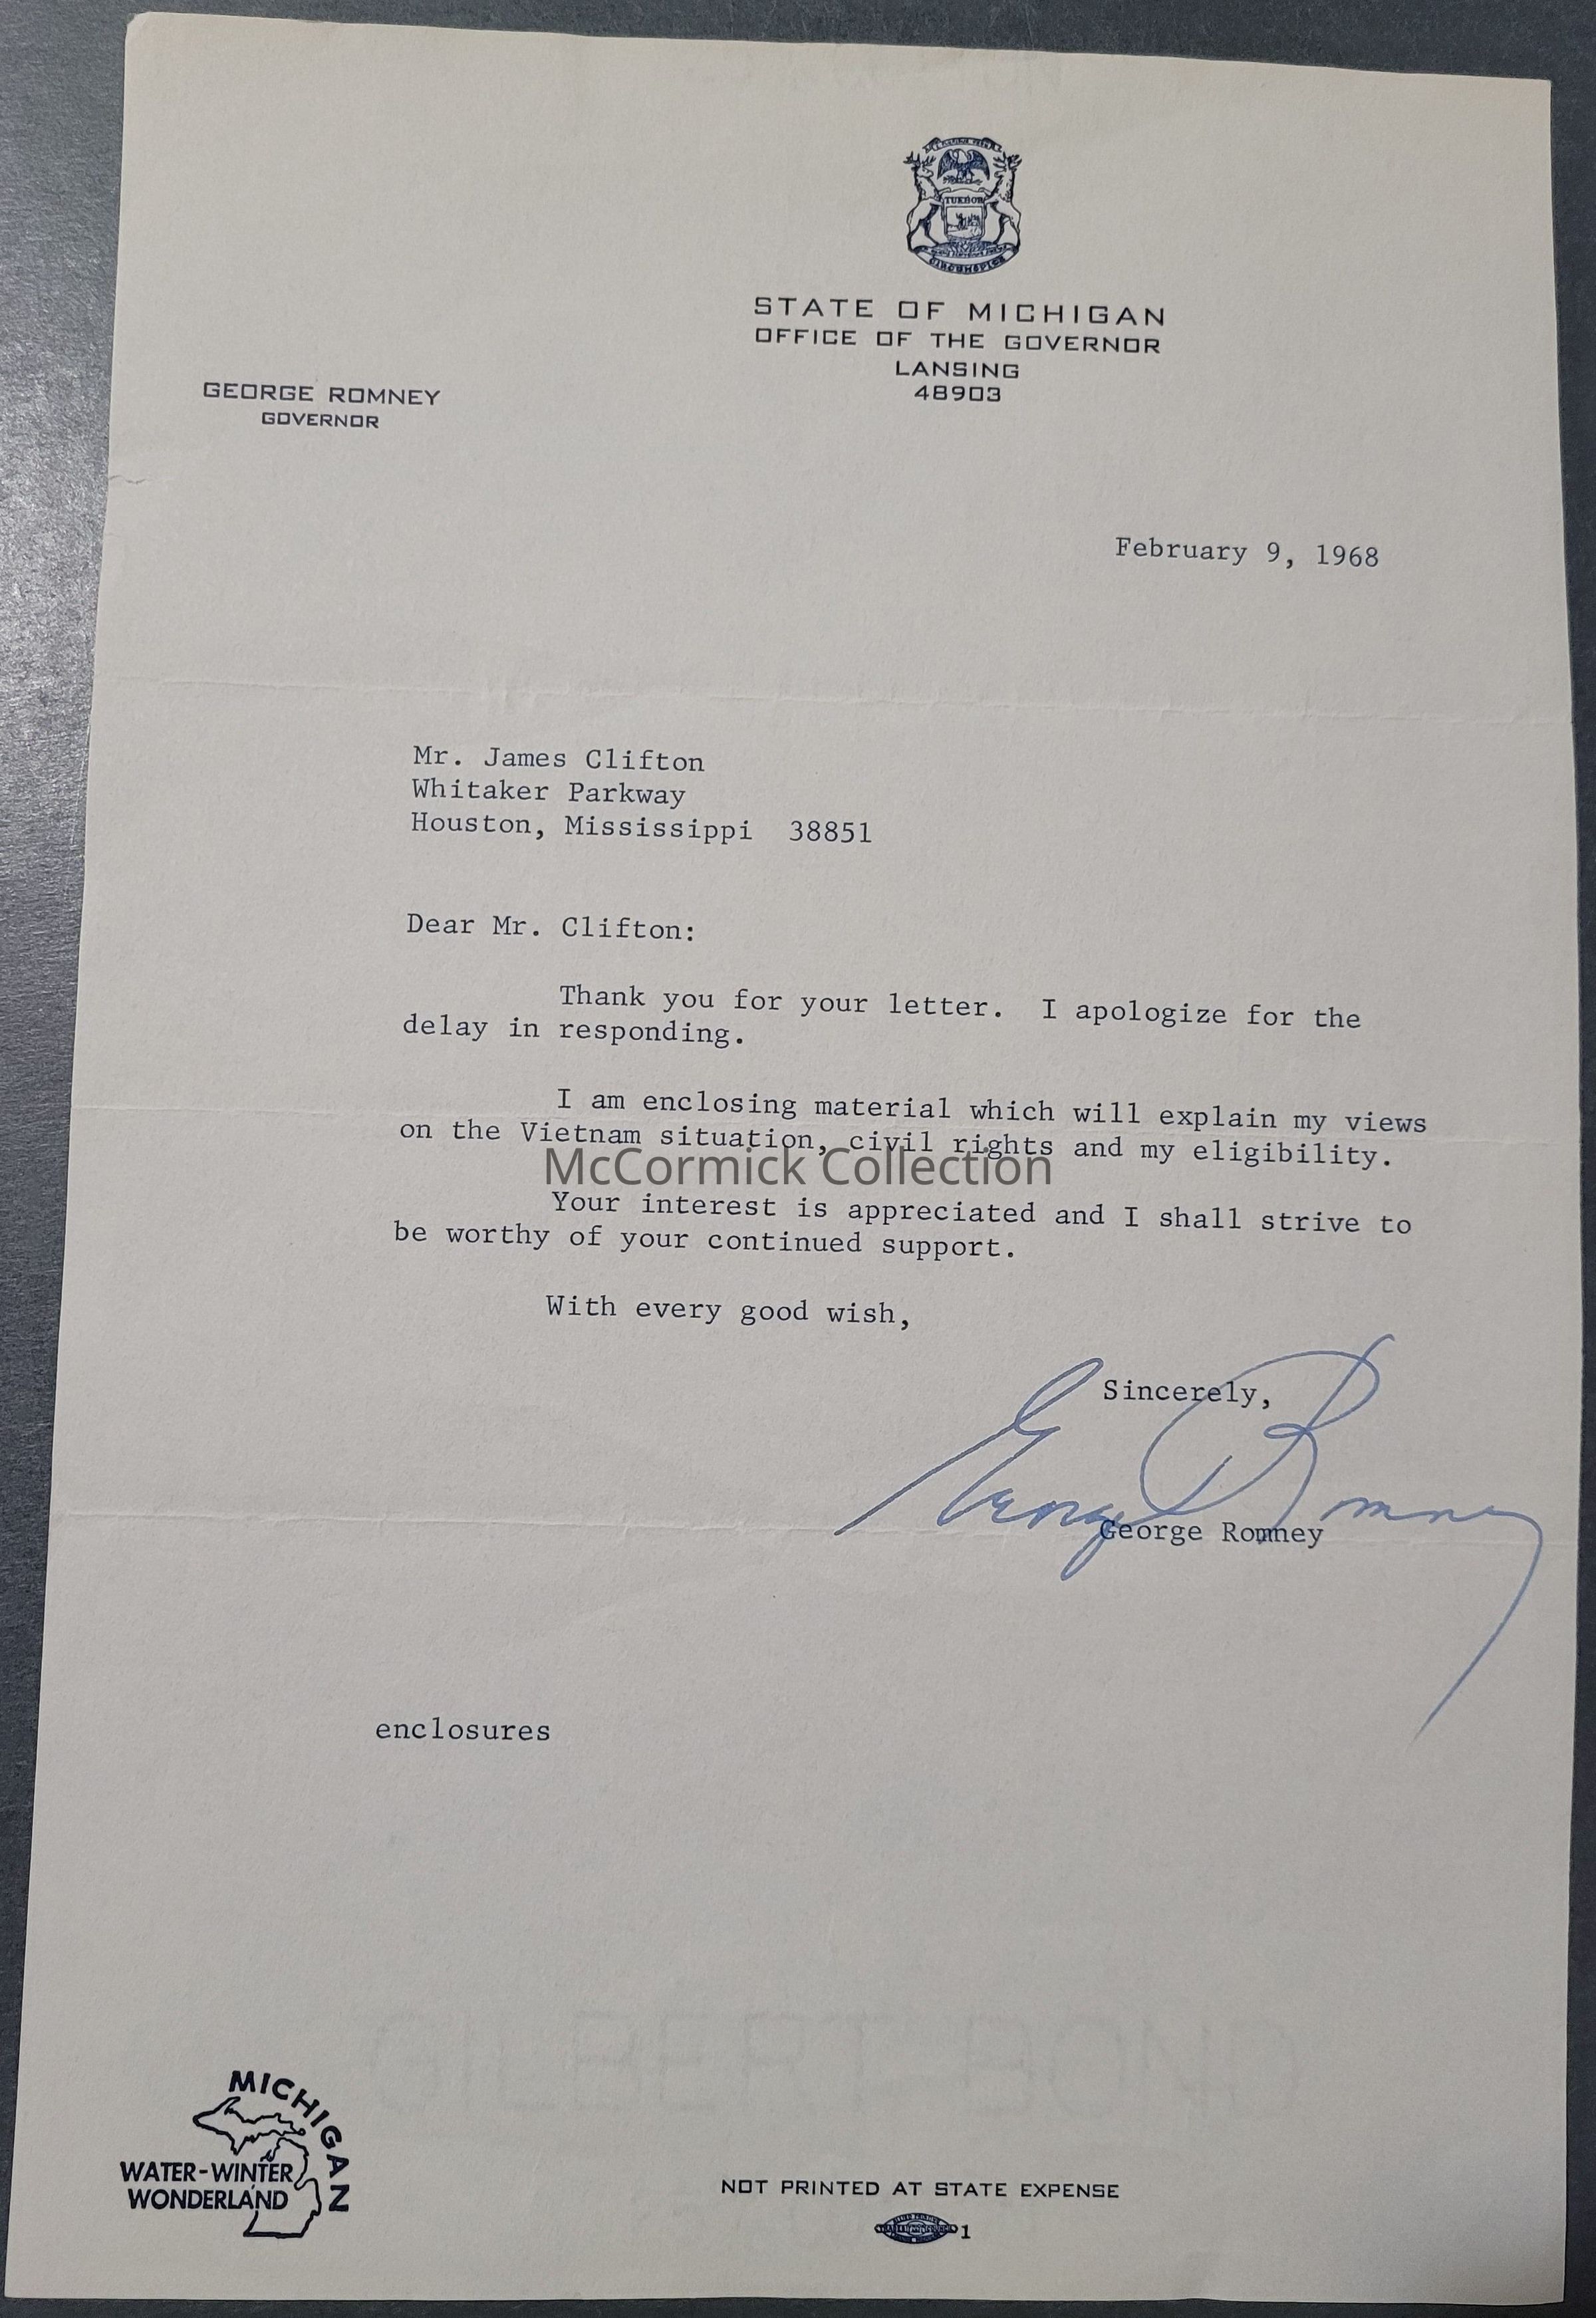 TUEBOR
CIRCUMSPICE
STATE OF MICHIGAN
OFFICE OF THE GOVERNOR
LANSING
48903
GEORGE ROMNEY
GOVERNOR
February 9, 1968
Mr. James Clifton
Whitaker Parkway
Houston, Mississippi 38851
Dear Mr. Clifton:
Thank you for your letter. I apologize for the
delay in responding.
I am enclosing material which will explain my views
on the Vietnam situation, civil rights and my eligibility.
McCormick Collection
Your interest is appreciated and I shall strive to
be worthy of your continued support.
With every good wish,
Sincerely,
George Romney
George Romney
enclosures
MICHIGAN
WATER-WINTER
WONDERLAND
NOT PRINTED AT STATE EXPENSE
1